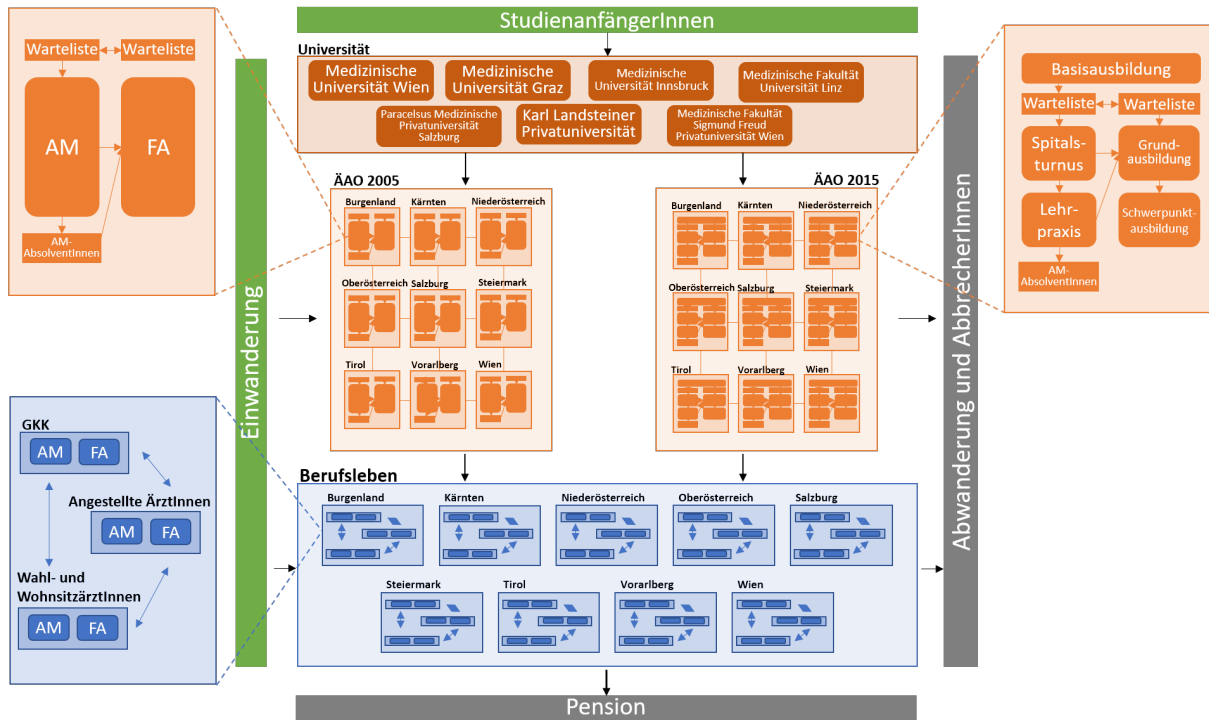 StudienanfängerInnen
Universität
Medizinische
Universität Wien
Medizinische
Universität Graz
Medizinische
Universität Innsbruck
Medizinische Fakultät
Universität Linz
Paracelsus Medizinische
Privatuniversität
Salzburg
Karl Landsteiner
Privatuniversität
Medizinische Fakultät
Sigmund Freud
Privatuniversität Wien
Warteliste
Warteliste
AM
FA
AM-
AbsolventInnen
Einwanderung
ÄAO 2005
Burgenland
Kärnten
Niederösterreich
Oberösterreich
Salzburg
Steiermark
Tirol
Vorarlberg
Wien
ÄAO 2015
Burgenland
Kärnten
Niederösterreich
Oberösterreich
Salzburg
Steiermark
Tirol
Vorarlberg
Wien
Abwanderung und AbbrecherInnen
Basisausbildung
Warteliste
Warteliste
Spitals-
turnus
Grund-
ausbildung
Lehr-
praxis
Schwerpunkt-
ausbildung
AM-
AbsolventInnen
GKK
AM
FA
Angestellte ÄrztInnen
AM
FA
Wahl- und
WohnsitzärztInnen
AM
FA
Berufsleben
Burgenland
Kärnten
Niederösterreich
Oberösterreich
Salzburg
Steiermark
Tirol
Vorarlberg
Wien
Pension